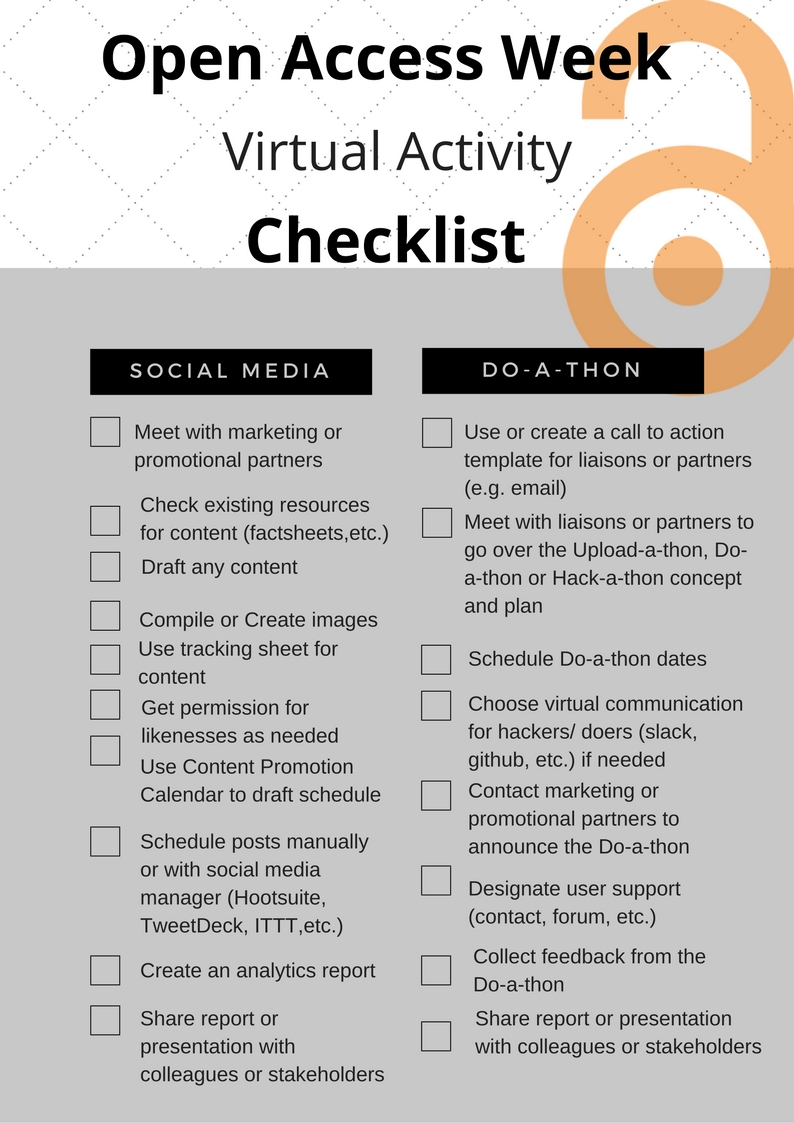 Open Access Week
Virtual Activity
Checklist
SOCIAL MEDIA
Meet with marketing or
promotional partners
Check existing resources
for content (factsheets,etc.)
Draft any content
Compile or Create images
Use tracking sheet for
content
Get permission for
likenesses as needed
Use Content Promotion
Calendar to draft schedule
Schedule posts manually
or with social media
manager (Hootsuite,
TweetDeck, ITTT,etc.)
Create an analytics report
Share report or
presentation with
colleagues or stakeholders
DO-A-THON
Use or create a call to action
template for liaisons or partners
(e.g. email)
Meet with liaisons or partners to
go over the Upload-a-thon, Do-
a-thon or Hack-a-thon concept
and plan
Schedule Do-a-thon dates
Choose virtual communication
for hackers/ doers (slack,
github, etc.) if needed
Contact marketing or
promotional partners to
announce the Do-a-thon
Designate user support
(contact, forum, etc.)
Collect feedback from the
Do-a-thon
Share report or presentation
with colleagues or stakeholders